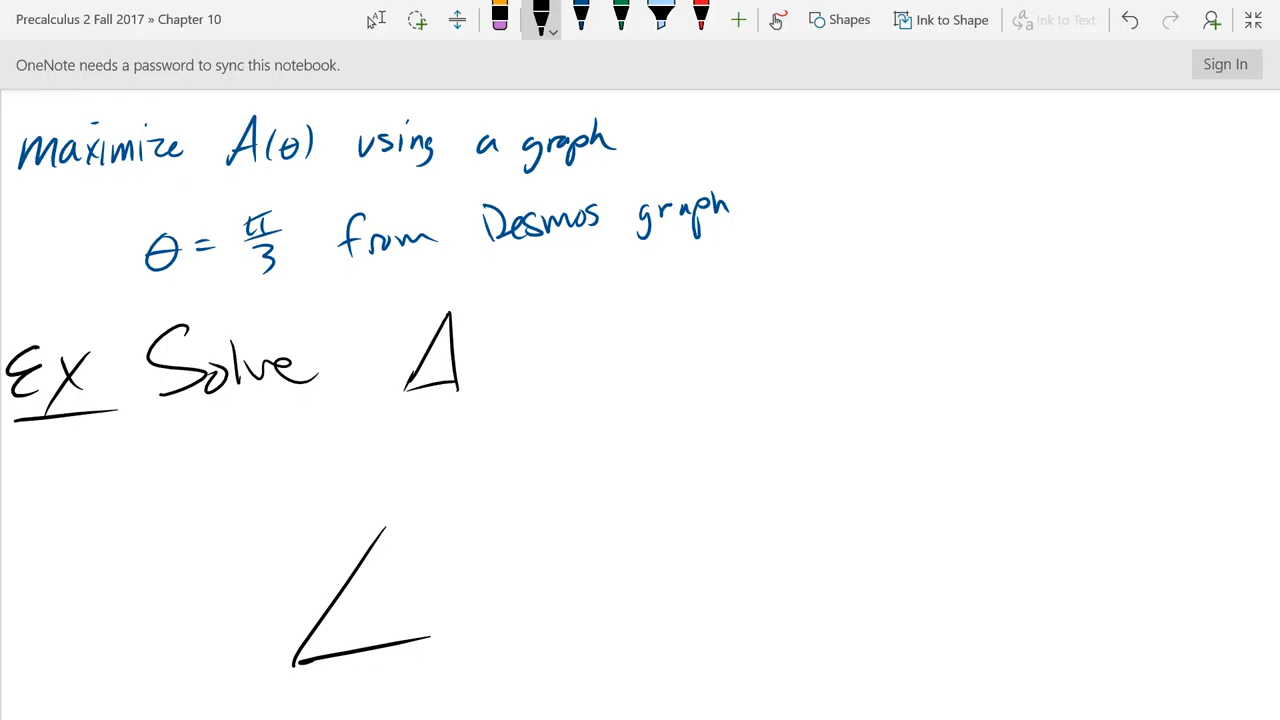 Precalculus 2 Fall 2017 » Chapter 10
Shapes
Ink to Shape
Ink to Text
OneNote needs a password to sync this notebook.
Sign In
maximize A(θ) using a graph
θ = π/3 from Desmos graph
Ex Solve Δ